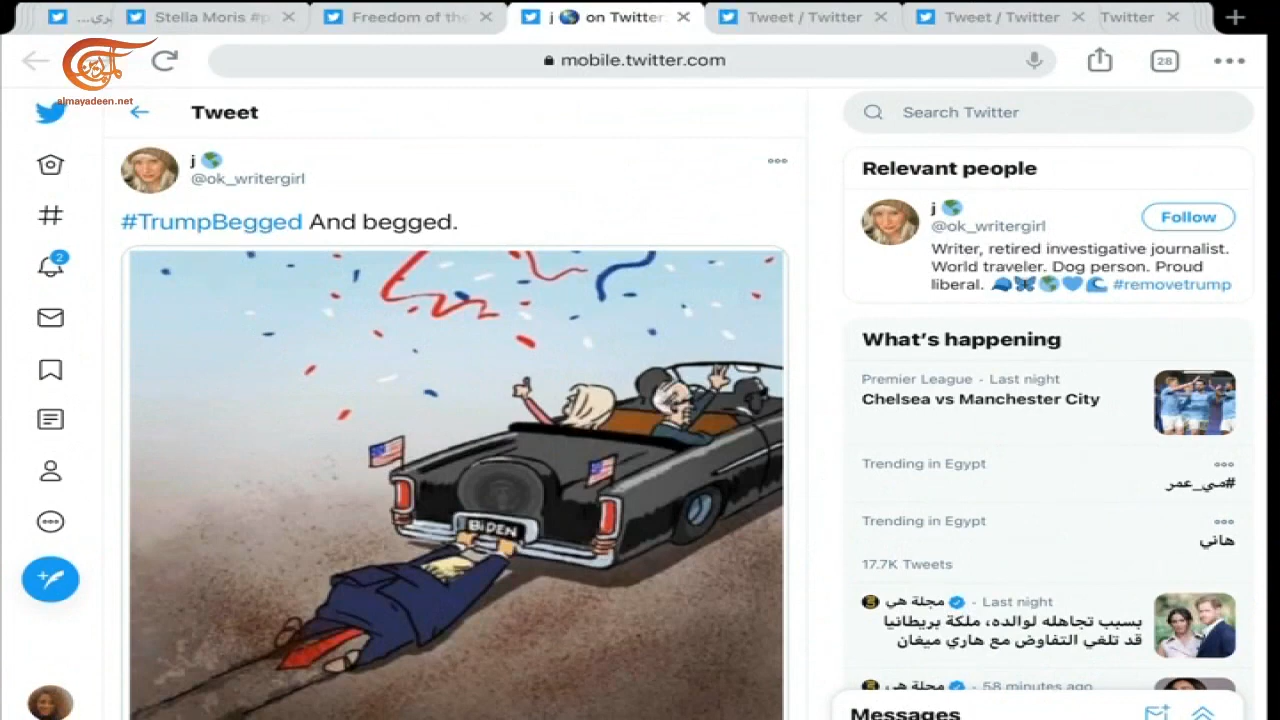 بري...
Stella Moris #p
Freedom of the
j 🌎 on Twitter
Tweet / Twitter
Tweet / Twitter
Twitter
الميادين
almayadeen.net
mobile.twitter.com
28
Tweet
Search Twitter
j 🌎
@ok_writergirl
#TrumpBegged And begged.
BIDEN
2
Relevant people
j 🌎
@ok_writergirl
Follow
Writer, retired investigative journalist.
World traveler. Dog person. Proud
liberal. 🧢🦋🌎💙🌊 #removetrump
What's happening
Premier League · Last night
Chelsea vs Manchester City
Trending in Egypt
#مي_عمر
Trending in Egypt
هاني
17.7K Tweets
مجلة هي · Last night
بسبب تجاهله لوالده، ملكة بريطانيا
قد تلغي التفاوض مع هاري ميغان
مجلة هي · 58 minutes ago
Messages